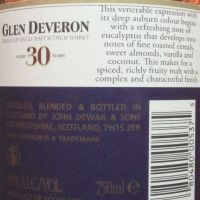 This venerable expression with
its deep auburn colour begins
with a refreshing note of
eucalyptus that develops into
notes of fine toasted cereals,
sweet almonds, vanilla and
coconut. This makes for a
spiced, richly fruity malt with a
complex and characterful finish
GLEN DEVERON
HIGHLAND SINGLE MALT SCOTCH WHISKY
AGED 30 YEARS
DISTILLED, BLENDED & BOTTLED IN
SCOTLAND BY JOHN DEWAR & SONS
PERTHSHIRE, SCOTLAND, PH15 2EB
GLEN DEVERON IS A TRADEMARK
ALC/VOL 750ml e